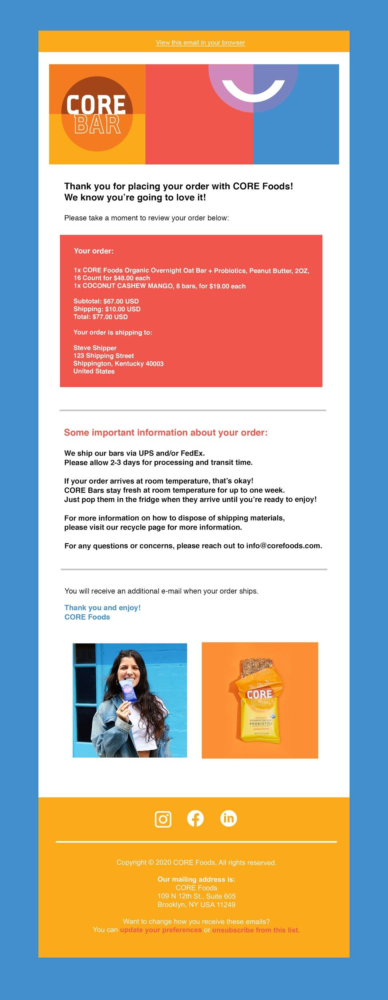 View this email in your browser
CORE
BAR
Thank you for placing your order with CORE Foods!
We know you’re going to love it!
Please take a moment to review your order below:
Your order:
1x CORE Foods Organic Overnight Oat Bar + Probiotics, Peanut Butter, 2OZ,
16 Count for $48.00 each
1x COCONUT CASHEW MANGO, 8 bars, for $19.00 each
Subtotal: $67.00 USD
Shipping: $10.00 USD
Total: $77.00 USD
Your order is shipping to:
Steve Shipper
123 Shipping Street
Shippington, Kentucky 40003
United States
Some important information about your order:
We ship our bars via UPS and/or FedEx.
Please allow 2-3 days for processing and transit time.
If your order arrives at room temperature, that’s okay!
CORE Bars stay fresh at room temperature for up to one week.
Just pop them in the fridge when they arrive until you’re ready to enjoy!
For more information on how to dispose of shipping materials,
please visit our recycle page for more information.
For any questions or concerns, please reach out to info@corefoods.com.
You will receive an additional e-mail when your order ships.
Thank you and enjoy!
CORE Foods
CORE
7g 0g 7g
CORE
BAR
ORGANIC
OVERNIGHT OAT BAR+
PROBIOTICS
peanut butter
Copyright © 2020 CORE Foods, All rights reserved.
Our mailing address is:
CORE Foods
109 N 12th St., Suite 605
Brooklyn, NY USA 11249
Want to change how you receive these emails?
You can update your preferences or unsubscribe from this list.